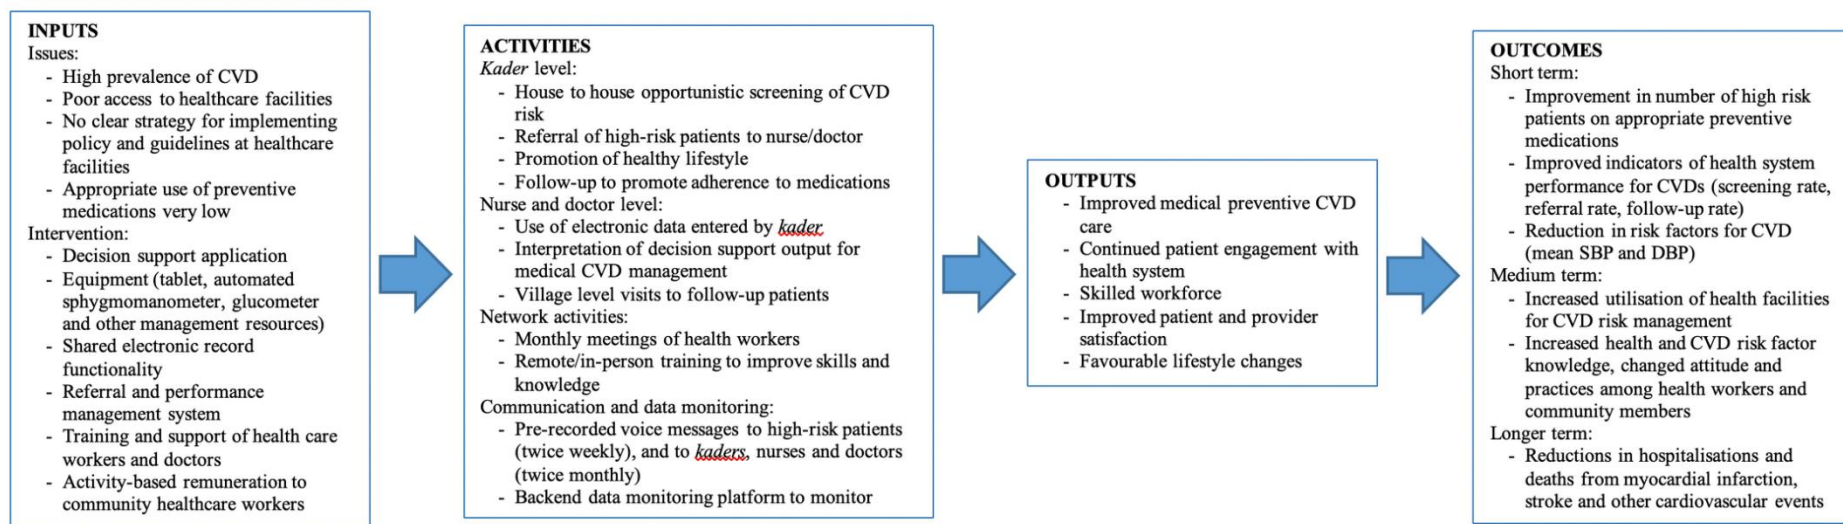 INPUTS
Issues:
- High prevalence of CVD
- Poor access to healthcare facilities
- No clear strategy for implementing
policy and guidelines at healthcare
facilities
- Appropriate use of preventive
medications very low
Intervention:
- Decision support application
- Equipment (tablet, automated
sphygmomanometer, glucometer
and other management resources)
- Shared electronic record
functionality
- Referral and performance
management system
- Training and support of health care
workers and doctors
- Activity-based remuneration to
community healthcare workers
ACTIVITIES
Kader level:
- House to house opportunistic screening of CVD
risk
- Referral of high-risk patients to nurse/doctor
- Promotion of healthy lifestyle
- Follow-up to promote adherence to medications
Nurse and doctor level:
- Use of electronic data entered by kader
- Interpretation of decision support output for
medical CVD management
- Village level visits to follow-up patients
Network activities:
- Monthly meetings of health workers
- Remote/in-person training to improve skills and
knowledge
Communication and data monitoring:
- Pre-recorded voice messages to high-risk patients
(twice weekly), and to kaders, nurses and doctors
(twice monthly)
- Backend data monitoring platform to monitor
OUTPUTS
- Improved medical preventive CVD
care
- Continued patient engagement with
health system
- Skilled workforce
- Improved patient and provider
satisfaction
- Favourable lifestyle changes
OUTCOMES
Short term:
- Improvement in number of high risk
patients on appropriate preventive
medications
- Improved indicators of health system
performance for CVDs (screening rate,
referral rate, follow-up rate)
- Reduction in risk factors for CVD
(mean SBP and DBP)
Medium term:
- Increased utilisation of health facilities
for CVD risk management
- Increased health and CVD risk factor
knowledge, changed attitude and
practices among health workers and
community members
Longer term:
- Reductions in hospitalisations and
deaths from myocardial infarction,
stroke and other cardiovascular events